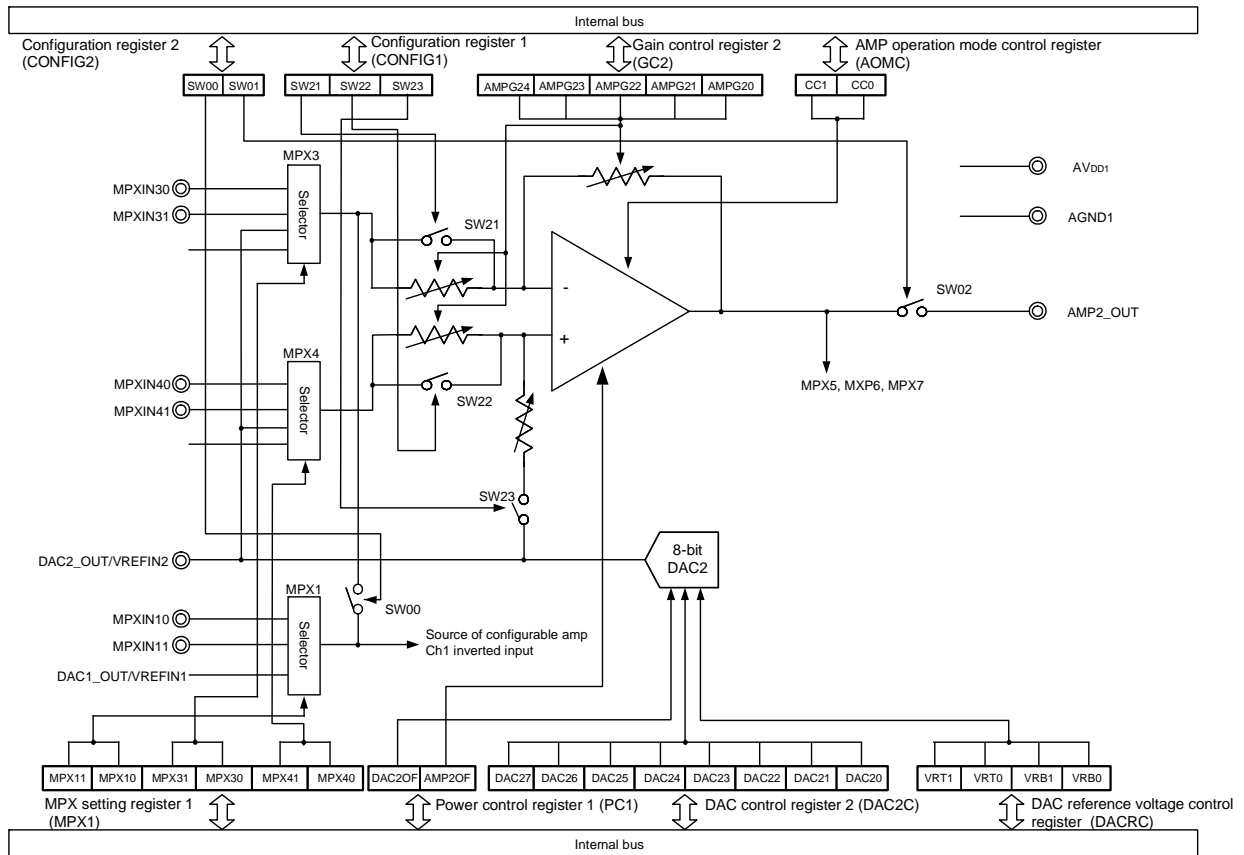 Internal bus
Configuration register 2
(CONFIG2)
Configuration register 1
(CONFIG1)
Gain control register 2
(GC2)
AMP operation mode control register
(AOMC)
SW00 SW01
SW21 SW22 SW23
AMPG24 AMPG23 AMPG22 AMPG21 AMPG20
CC1 CC0
MPX3
Selector
MPXIN30
MPXIN31
AVDD1
AGND1
SW21
-
+
SW02
AMP2_OUT
MPX4
Selector
MPXIN40
MPXIN41
SW22
MPX5, MXP6, MPX7
SW23
DAC2_OUT/VREFIN2
8-bit
DAC2
MPX1
Selector
SW00
MPXIN10
MPXIN11
DAC1_OUT/VREFIN1
Source of configurable amp
Ch1 inverted input
MPX11 MPX10 MPX31 MPX30 MPX41 MPX40
DAC2OF AMP2OF
DAC27 DAC26 DAC25 DAC24 DAC23 DAC22 DAC21 DAC20
VRT1 VRT0 VRB1 VRB0
MPX setting register 1
(MPX1)
Power control register 1 (PC1)
DAC control register 2 (DAC2C)
DAC reference voltage control
register (DACRC)
Internal bus